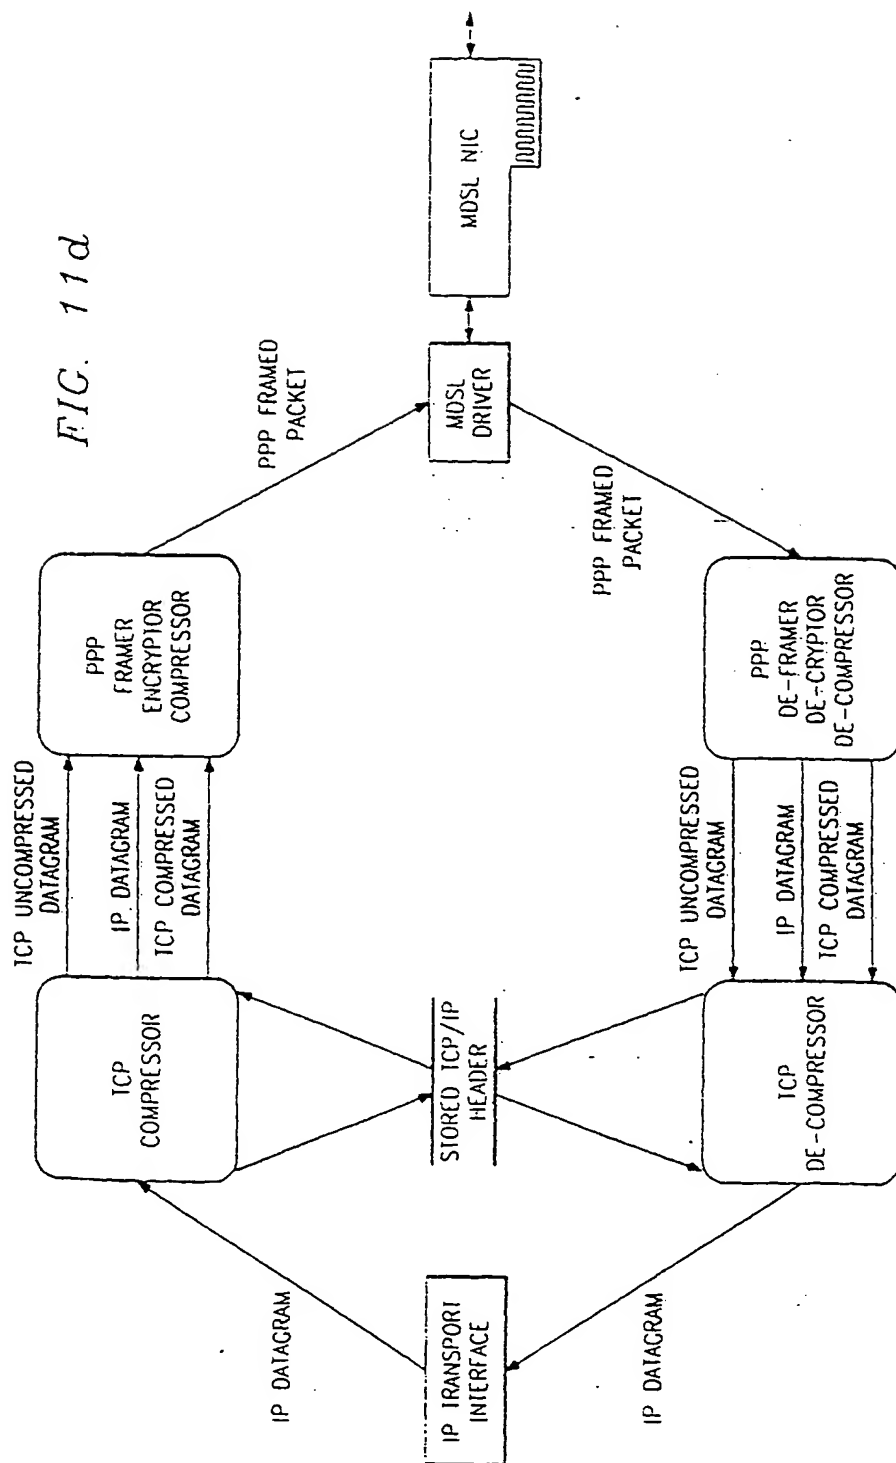 FIG. 11d
TCP UNCOMPRESSED
DATAGRAM
IP DATAGRAM
TCP COMPRESSED
DATAGRAM
TCP
COMPRESSOR
PPP
FRAMER
ENCRYPTOR
COMPRESSOR
IP DATAGRAM
PPP FRAMED
PACKET
IP TRANSPORT
INTERFACE
STORED TCP/IP
HEADER
MDSL
DRIVER
MDSL NIC
IP DATAGRAM
PPP FRAMED
PACKET
TCP UNCOMPRESSED
DATAGRAM
IP DATAGRAM
TCP COMPRESSED
DATAGRAM
TCP
DE-COMPRESSOR
PPP
DE-FRAMER
DE-CRYPTOR
DE-COMPRESSOR